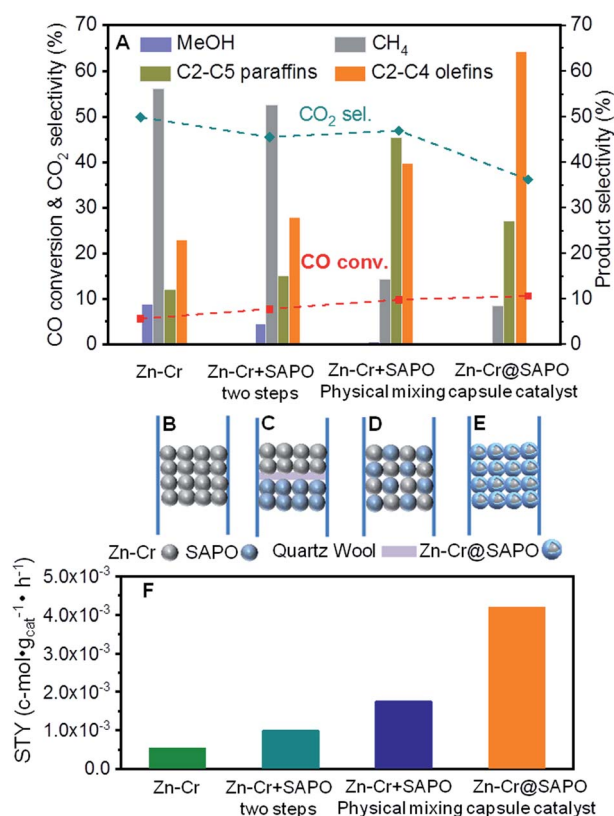 A
MeOH
CH₄
C2-C5 paraffins
C2-C4 olefins
CO₂ sel.
CO conv.
CO conversion & CO₂ selectivity (%)
70
60
50
40
30
20
10
0
Product selectivity (%)
70
60
50
40
30
20
10
0
Zn-Cr
Zn-Cr+SAPO
two steps
Zn-Cr+SAPO
Physical mixing
Zn-Cr@SAPO
capsule catalyst
B
C
D
E
Zn-Cr SAPO Quartz Wool Zn-Cr@SAPO
F
STY (c-mol•gcat⁻¹• h⁻¹)
5.0x10⁻³
4.0x10⁻³
3.0x10⁻³
2.0x10⁻³
1.0x10⁻³
0.0
Zn-Cr
Zn-Cr+SAPO
two steps
Zn-Cr+SAPO
Physical mixing
Zn-Cr@SAPO
capsule catalyst